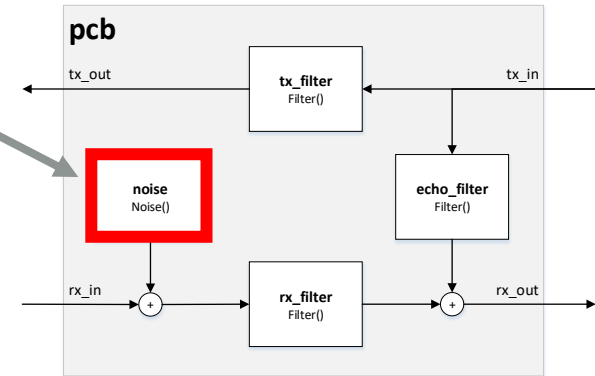 pcb
tx_out
tx_filter
Filter()
tx_in
noise
Noise()
echo_filter
Filter()
rx_in
+
rx_filter
Filter()
+
rx_out